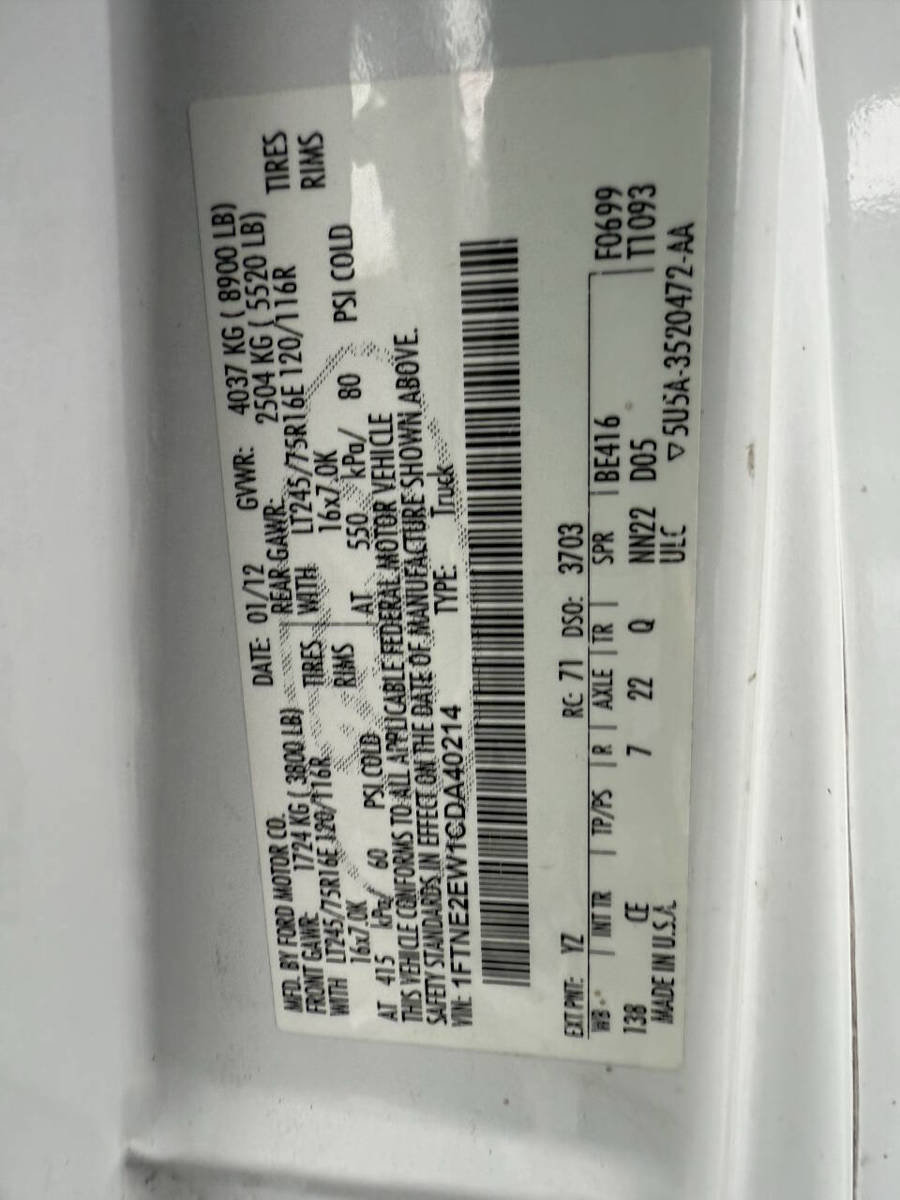 MFD. BY FORD MOTOR CO. DATE: 01/12 GVWR: 4037 KG ( 8900 LB)
FRONT GAWR: 1724 KG ( 3800 LB) REAR GAWR: 2504 KG ( 5520 LB)
WITH LT245/75R16E 120/116R TIRES WITH LT245/75R16E 120/116R TIRES
16x7.0K RIMS 16x7.0K RIMS
AT 415 kPa/ 60 PSI COLD AT 550 kPa/ 80 PSI COLD
THIS VEHICLE CONFORMS TO ALL APPLICABLE FEDERAL MOTOR VEHICLE
SAFETY STANDARDS IN EFFECT ON THE DATE OF MANUFACTURE SHOWN ABOVE.
VIN: 1FTNE2EW1CDA40214 TYPE: Truck
EXT PNT: YZ RC: 71 DSO: 3703
WB INT TR TP/PS R AXLE TR SPR BE416 F0699
138 CE 7 22 Q NN22 D05 T1093
MADE IN U.S.A. ULC ▽5U5A-3520472-AA